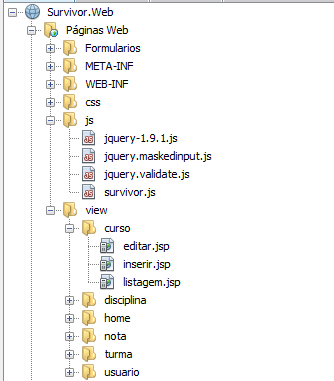 Survivor.Web
Páginas Web
Formularios
META-INF
WEB-INF
css
js
jquery-1.9.1.js
jquery.maskedinput.js
jquery.validate.js
survivor.js
view
curso
editar.jsp
inserir.jsp
listagem.jsp
disciplina
home
nota
turma
usuario